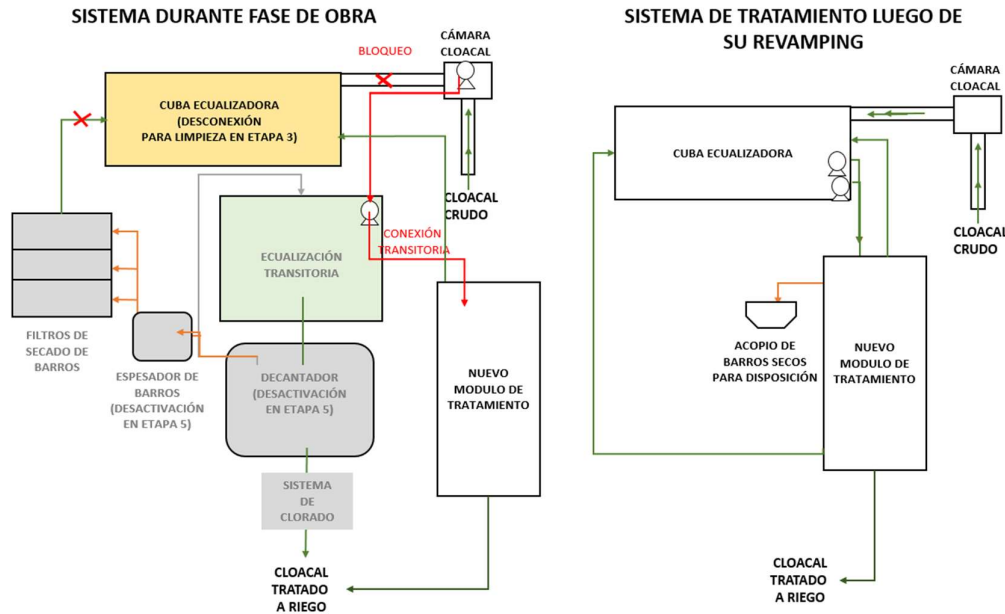 SISTEMA DURANTE FASE DE OBRA
BLOQUEO
CÁMARA
CLOACAL
CUBA ECUALIZADORA
(DESCONEXIÓN
PARA LIMPIEZA EN ETAPA 3)
CLOACAL
CRUDO
CONEXIÓN
TRANSITORIA
ECUALIZACIÓN
TRANSITORIA
FILTROS DE
SECADO DE
BARROS
ESPESADOR DE
BARROS
(DESACTIVACIÓN
EN ETAPA 5)
DECANTADOR
(DESACTIVACIÓN
EN ETAPA 5)
NUEVO
MODULO DE
TRATAMIENTO
SISTEMA
DE
CLORADO
CLOACAL
TRATADO
A RIEGO
SISTEMA DE TRATAMIENTO LUEGO DE
SU REVAMPING
CÁMARA
CLOACAL
CUBA ECUALIZADORA
CLOACAL
CRUDO
ACOPIO DE
BARROS SECOS
PARA DISPOSICIÓN
NUEVO
MODULO DE
TRATAMIENTO
CLOACAL
TRATADO
A RIEGO